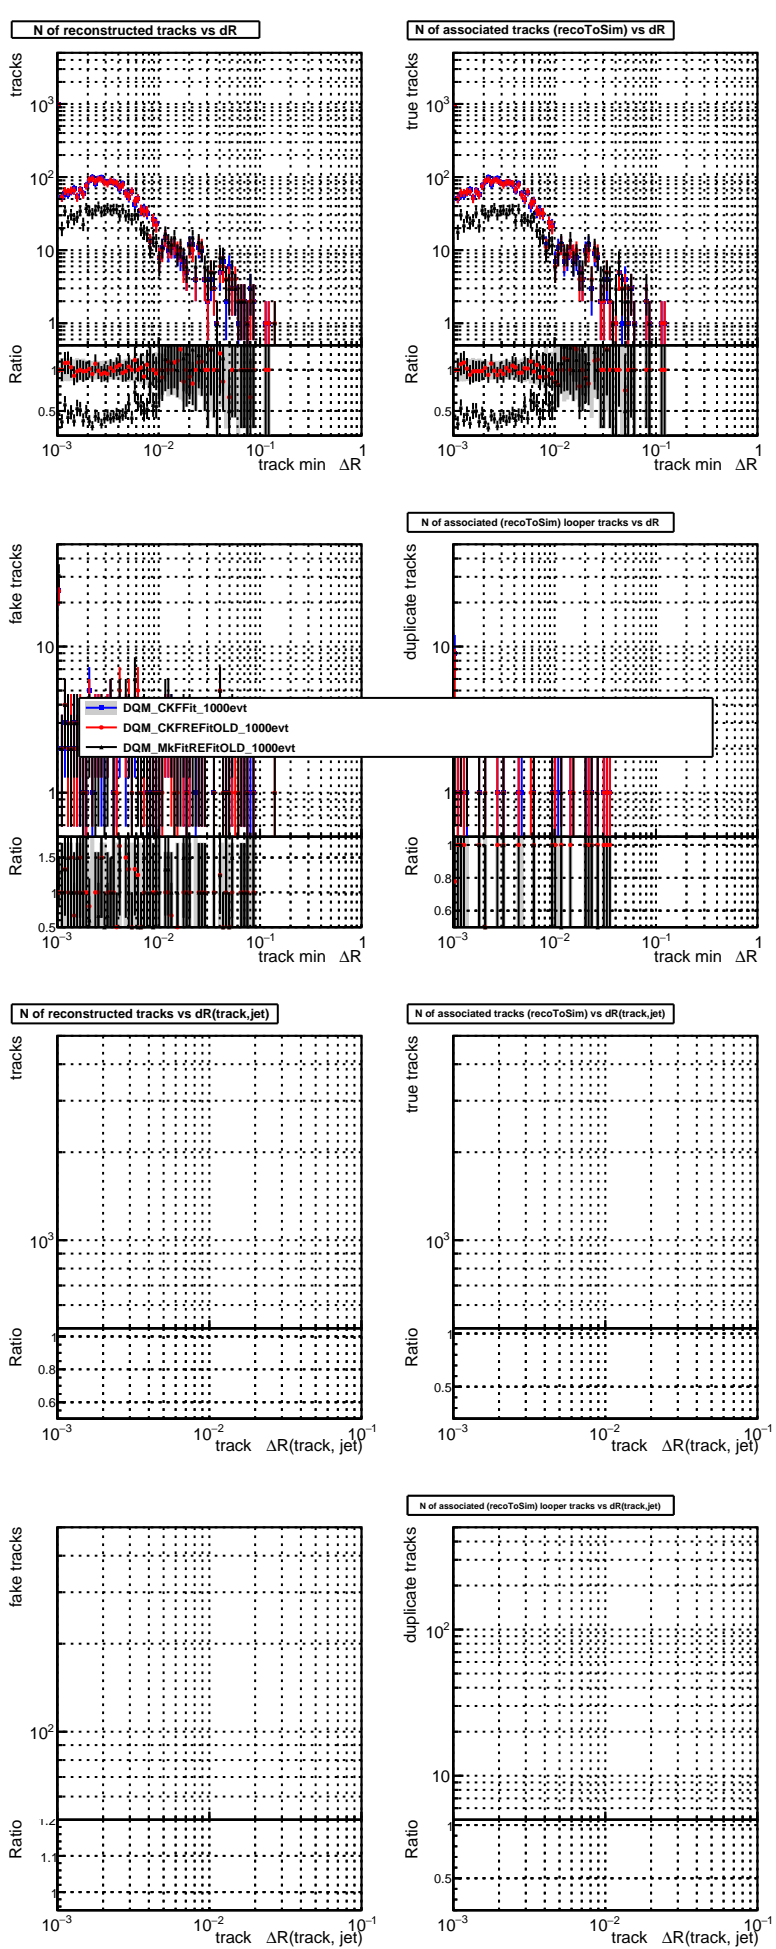 N of reconstructed tracks vs dR
tracks
10³
10²
10
1
Ratio
1
0.5
10⁻³
10⁻²
10⁻¹
1
track min ΔR
N of associated tracks (recoToSim) vs dR
true tracks
10³
10²
10
1
Ratio
1
0.5
10⁻³
10⁻²
10⁻¹
1
track min ΔR
fake tracks
10
1
Ratio
1.5
1
0.5
10⁻³
10⁻²
10⁻¹
1
track min ΔR
N of associated (recoToSim) looper tracks vs dR
duplicate tracks
10
1
Ratio
1
0.8
0.6
10⁻³
10⁻²
10⁻¹
1
track min ΔR
DQM_CKFFit_1000evt
DQM_CKFREFitOLD_1000evt
DQM_MkFitREFitOLD_1000evt
N of reconstructed tracks vs dR(track,jet)
tracks
10³
Ratio
1
0.8
0.6
10⁻³
10⁻²
10⁻¹
track ΔR(track, jet)
N of associated tracks (recoToSim) vs dR(track,jet)
true tracks
10³
Ratio
1
0.5
10⁻³
10⁻²
10⁻¹
track ΔR(track, jet)
fake tracks
10²
Ratio
1.2
1.1
1
10⁻³
10⁻²
10⁻¹
track ΔR(track, jet)
N of associated (recoToSim) looper tracks vs dR(track,jet)
duplicate tracks
10²
10
Ratio
1
0.5
10⁻³
10⁻²
10⁻¹
track ΔR(track, jet)